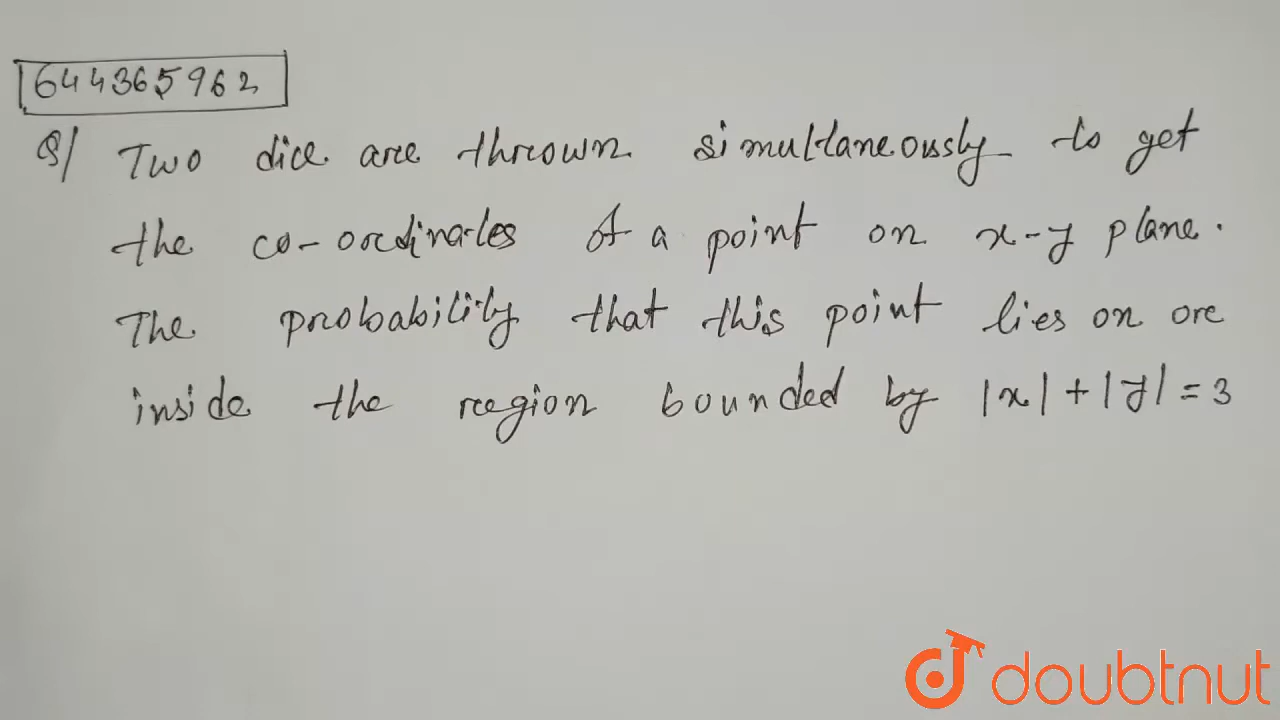 644365962
Q/ Two dice are thrown simultaneously to get
the co-ordinates of a point on x-y plane.
The probability that this point lies on or
inside the region bounded by |x| + |y| = 3
doubtnut